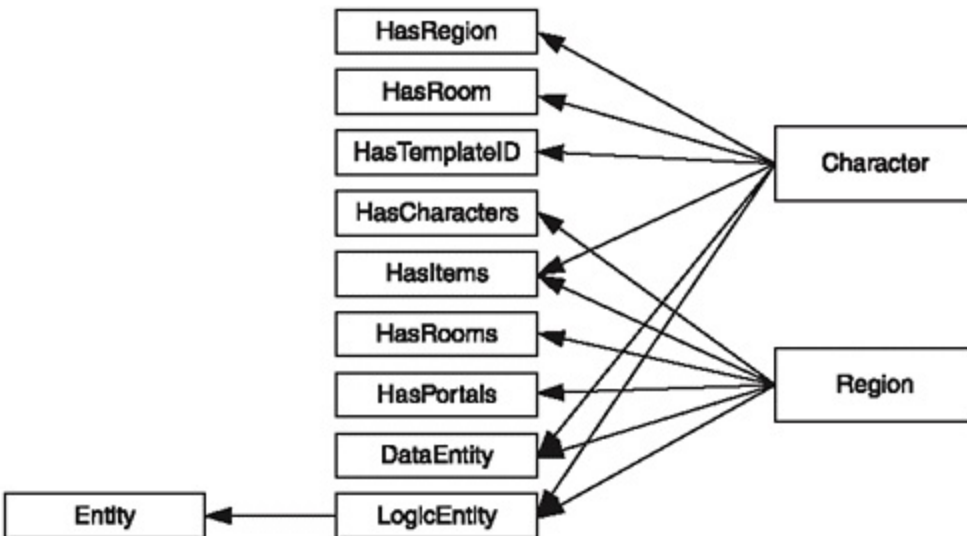 HasRegion
HasRoom
HasTemplateID
Character
HasCharacters
HasItems
HasRooms
Region
HasPortals
DataEntity
Entity
LogicEntity